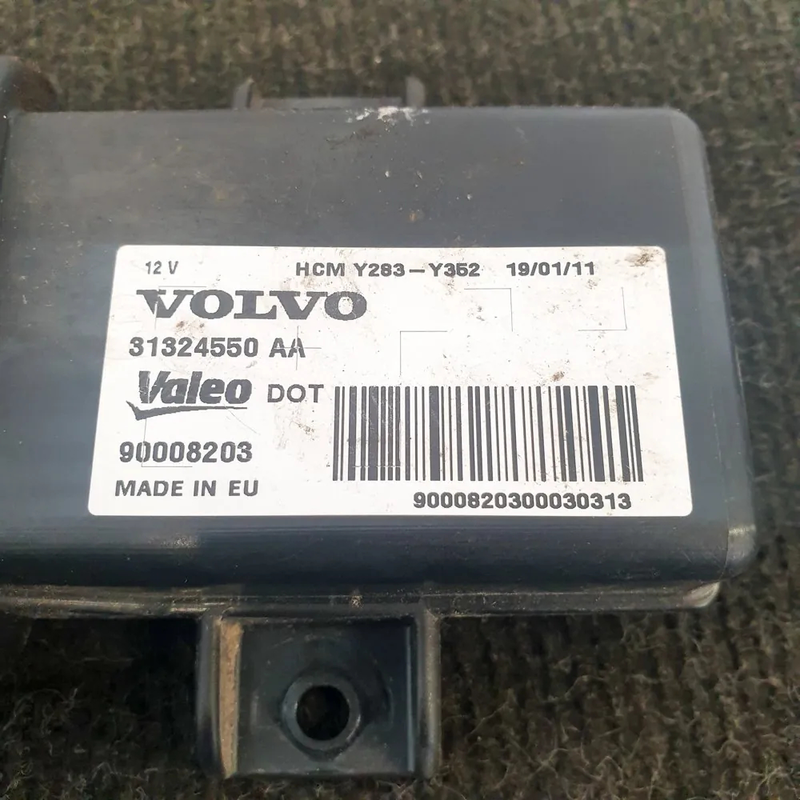 12 V HCM Y283-Y352 19/01/11
VOLVO
31324550 AA
Valeo DOT
90008203
MADE IN EU
9000820300030313